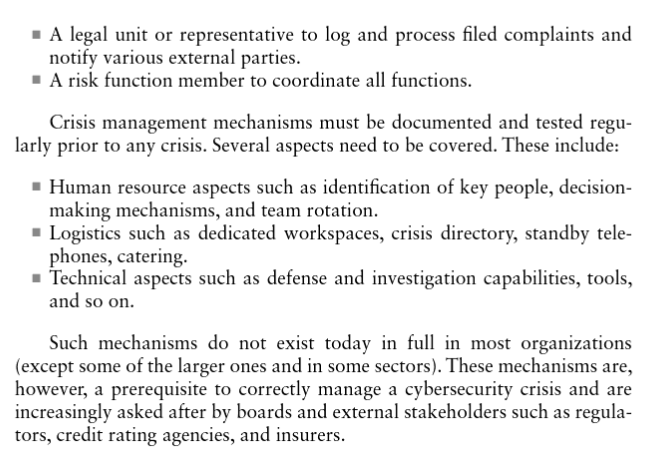 ▪ A legal unit or representative to log and process filed complaints and
notify various external parties.
▪ A risk function member to coordinate all functions.
Crisis management mechanisms must be documented and tested regu-
larly prior to any crisis. Several aspects need to be covered. These include:
▪ Human resource aspects such as identification of key people, decision-
making mechanisms, and team rotation.
▪ Logistics such as dedicated workspaces, crisis directory, standby tele-
phones, catering.
▪ Technical aspects such as defense and investigation capabilities, tools,
and so on.
Such mechanisms do not exist today in full in most organizations
(except some of the larger ones and in some sectors). These mechanisms are,
however, a prerequisite to correctly manage a cybersecurity crisis and are
increasingly asked after by boards and external stakeholders such as regula-
tors, credit rating agencies, and insurers.